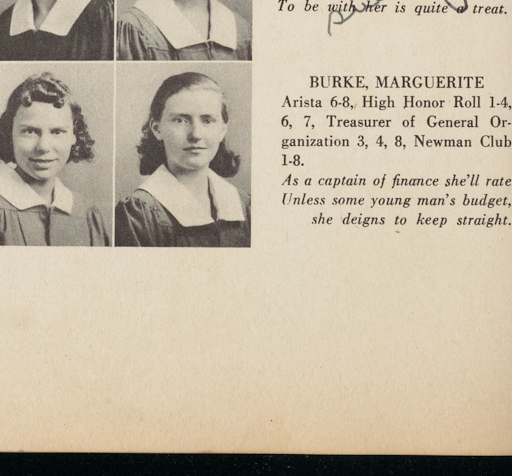 To be with her is quite a treat.
BURKE, MARGUERITE
Arista 6-8, High Honor Roll 1-4,
6, 7, Treasurer of General Or-
ganization 3, 4, 8, Newman Club
1-8.
As a captain of finance she'll rate
Unless some young man's budget,
she deigns to keep straight.